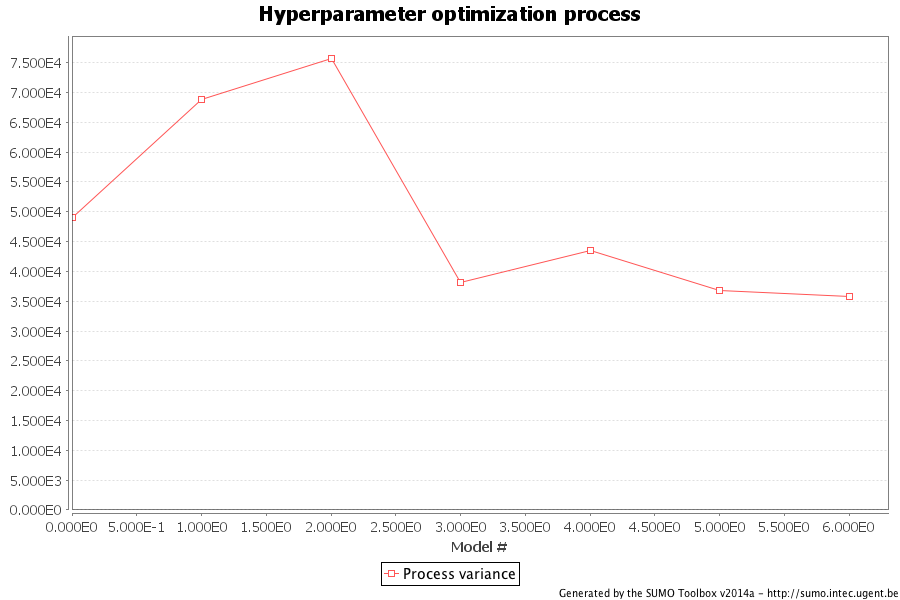 Hyperparameter optimization process
7.500E4
7.000E4
6.500E4
6.000E4
5.500E4
5.000E4
4.500E4
4.000E4
3.500E4
3.000E4
2.500E4
2.000E4
1.500E4
1.000E4
5.000E3
0.000E0
0.000E0 5.000E-1 1.000E0 1.500E0 2.000E0 2.500E0 3.000E0 3.500E0 4.000E0 4.500E0 5.000E0 5.500E0 6.000E0
Model #
Process variance
Generated by the SUMO Toolbox v2014a - http://sumo.intec.ugent.be